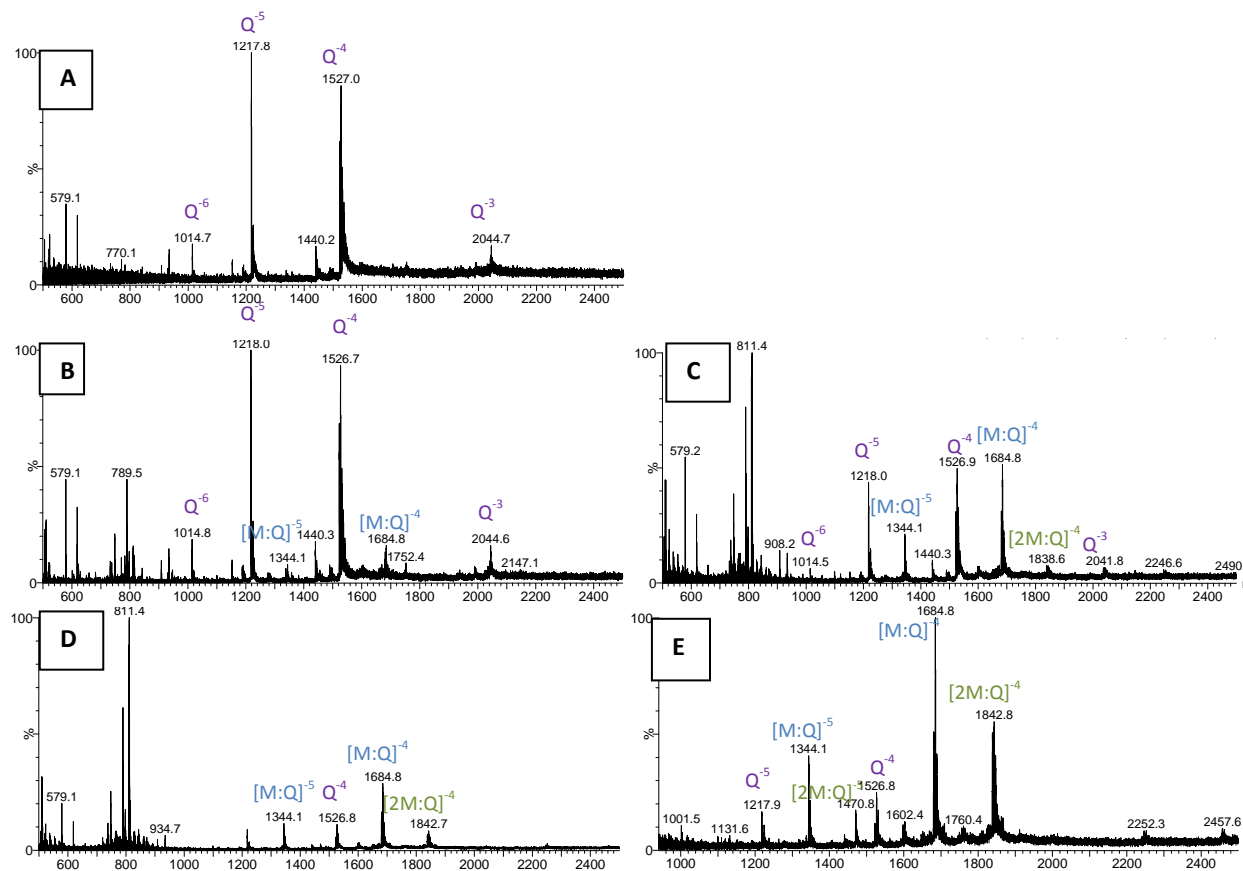 A
100
%
0
Q-5
1217.8
Q-4
1527.0
579.1
770.1
Q-6
1014.7
1440.2
Q-3
2044.7
600 800 1000 1200 1400 1600 1800 2000 2200 2400
B
100
%
0
Q-5
1218.0
Q-4
1526.7
579.1
789.5
Q-6
1014.8
[M:Q]-5
1344.1
1440.3
[M:Q]-4
1684.8
1752.4
Q-3
2044.6
2147.1
600 800 1000 1200 1400 1600 1800 2000 2200 2400
C
100
%
0
811.4
579.2
908.2
Q-6
1014.5
Q-5
1218.0
[M:Q]-5
1344.1
1440.3
Q-4
1526.9
[M:Q]-4
1684.8
[2M:Q]-4
1838.6
Q-3
2041.8
2246.6
2490
600 800 1000 1200 1400 1600 1800 2000 2200 2400
D
100
%
0
811.4
579.1
934.7
[M:Q]-5
1344.1
Q-4
1526.8
[M:Q]-4
1684.8
[2M:Q]-4
1842.7
600 800 1000 1200 1400 1600 1800 2000 2200 2400
E
100
%
0
1001.5
1131.6
Q-5
1217.9
[M:Q]-5
1344.1
[2M:Q]-5
1470.8
Q-4
1526.8
1602.4
1684.8
[M:Q]-4
1760.4
[2M:Q]-4
1842.8
2252.3
2457.6
1000 1200 1400 1600 1800 2000 2200 2400